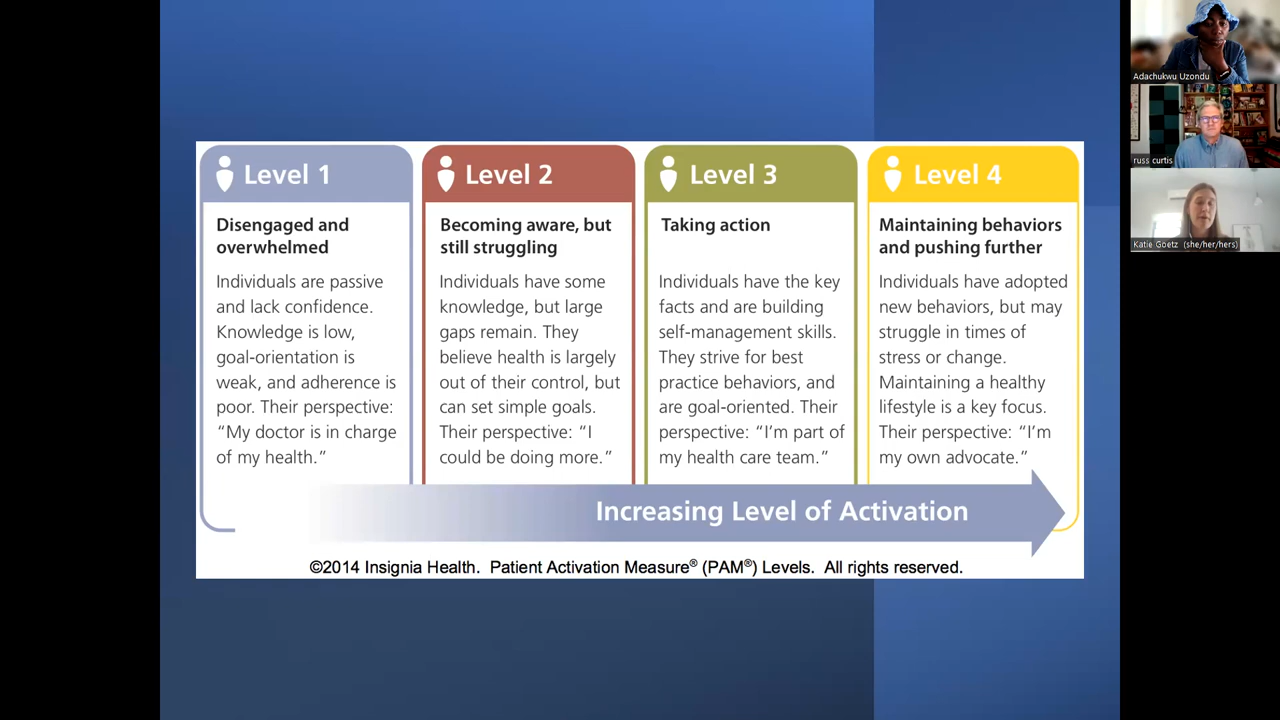 Level 1
Disengaged and
overwhelmed
Individuals are passive
and lack confidence.
Knowledge is low,
goal-orientation is
weak, and adherence is
poor. Their perspective:
“My doctor is in charge
of my health.”
Level 2
Becoming aware, but
still struggling
Individuals have some
knowledge, but large
gaps remain. They
believe health is largely
out of their control, but
can set simple goals.
Their perspective: “I
could be doing more.”
Level 3
Taking action
Individuals have the key
facts and are building
self-management skills.
They strive for best
practice behaviors, and
are goal-oriented. Their
perspective: “I’m part of
my health care team.”
Level 4
Maintaining behaviors
and pushing further
Individuals have adopted
new behaviors, but may
struggle in times of
stress or change.
Maintaining a healthy
lifestyle is a key focus.
Their perspective: “I’m
my own advocate.”
Increasing Level of Activation
©2014 Insignia Health. Patient Activation Measure® (PAM®) Levels. All rights reserved.
Adachukwu Uzondu
russ curtis
Katie Goetz (she/her/hers)